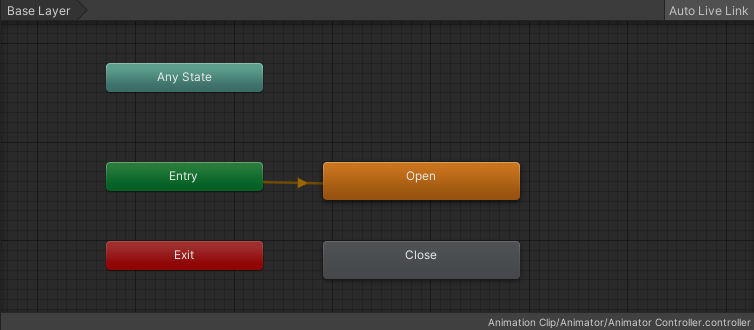 Base Layer
Auto Live Link
Any State
Entry
Open
Exit
Close
Animation Clip/Animator/Animator Controller.controller